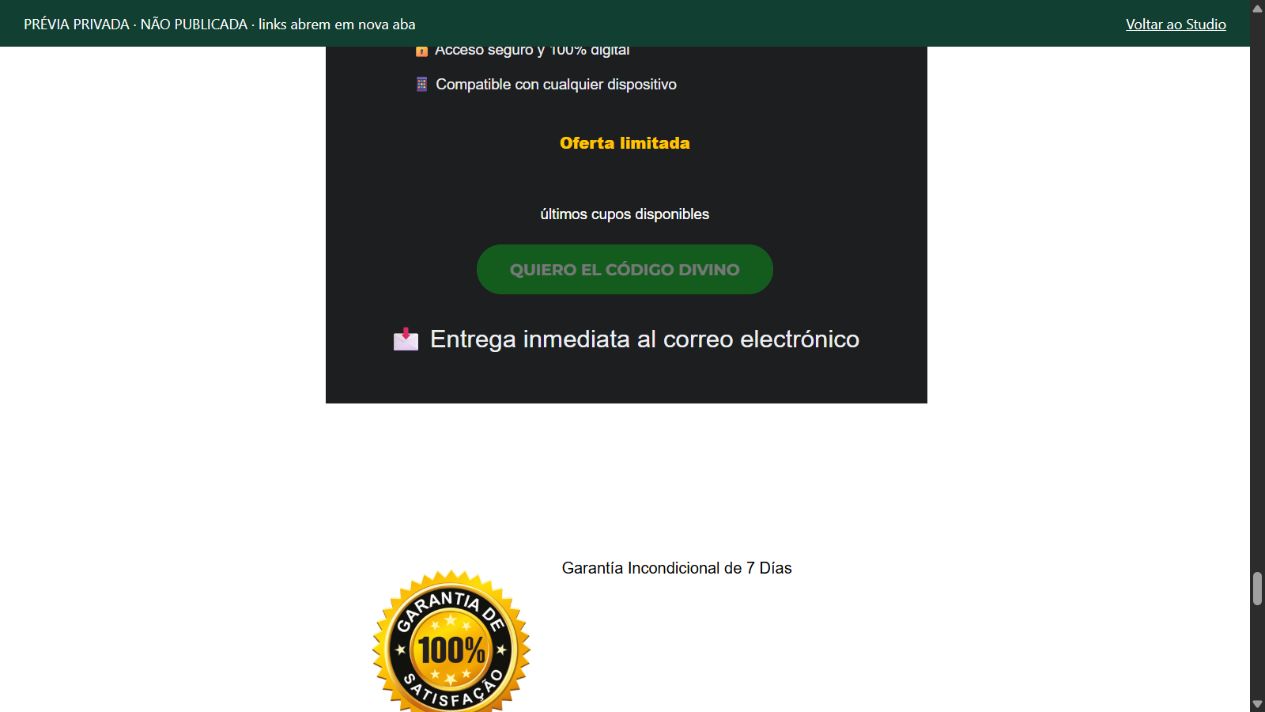 PRÉVIA PRIVADA · NÃO PUBLICADA · links abrem em nova aba
Voltar ao Studio
Acceso seguro y 100% digital
Compatible con cualquier dispositivo
Oferta limitada
últimos cupos disponibles
QUIERO EL CÓDIGO DIVINO
Entrega inmediata al correo electrónico
Garantía Incondicional de 7 Días
GARANTIA DE
100%
SATISFAÇÃO